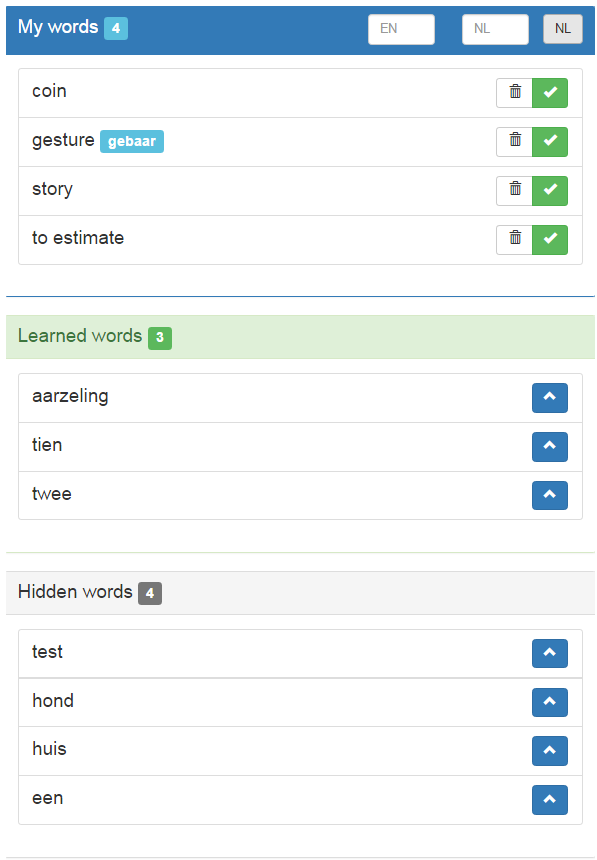 My words 4 EN NL NL
coin
gesture gebaar
story
to estimate
Learned words 3
aarzeling
tien
twee
Hidden words 4
test
hond
huis
een